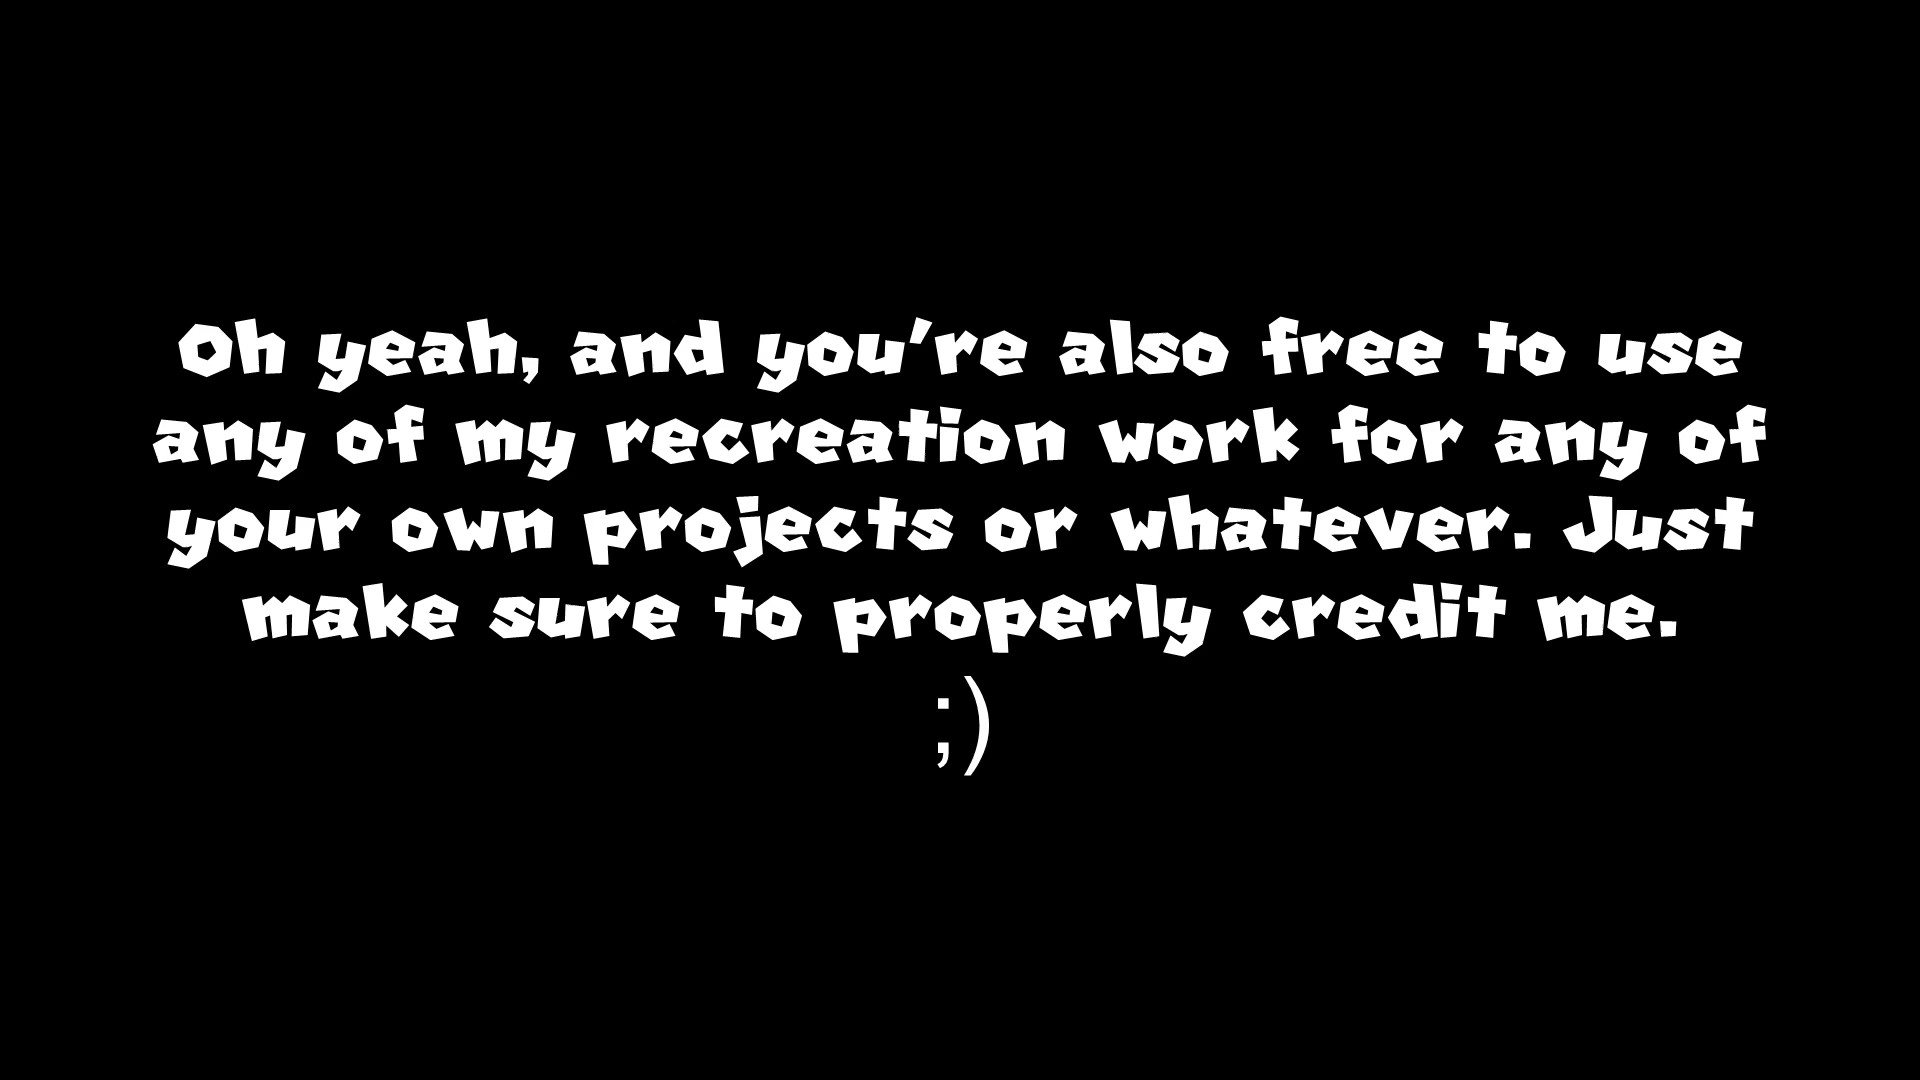 Oh yeah, and you're also free to use
any of my recreation work for any of
your own projects or whatever. Just
make sure to properly credit me.
;)